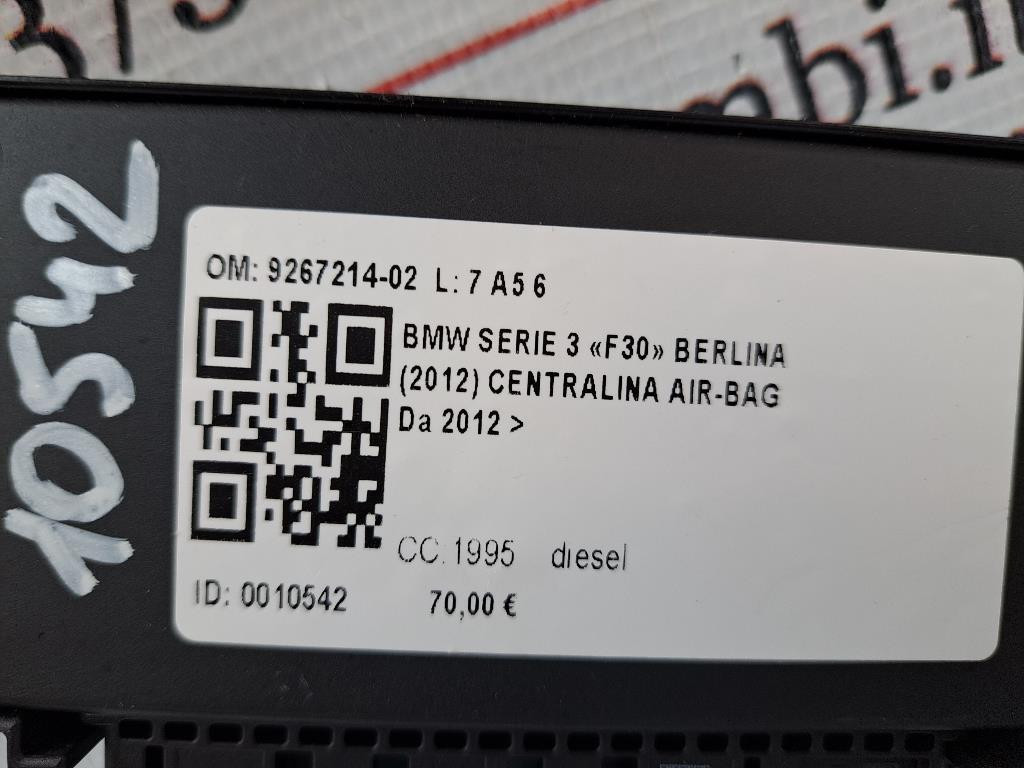 mbi.i
10542
OM: 9267214-02 L: 7 A5 6
BMW SERIE 3 «F30» BERLINA
(2012) CENTRALINA AIR-BAG
Da 2012 >
CC. 1995 diesel
ID: 0010542 70,00 €